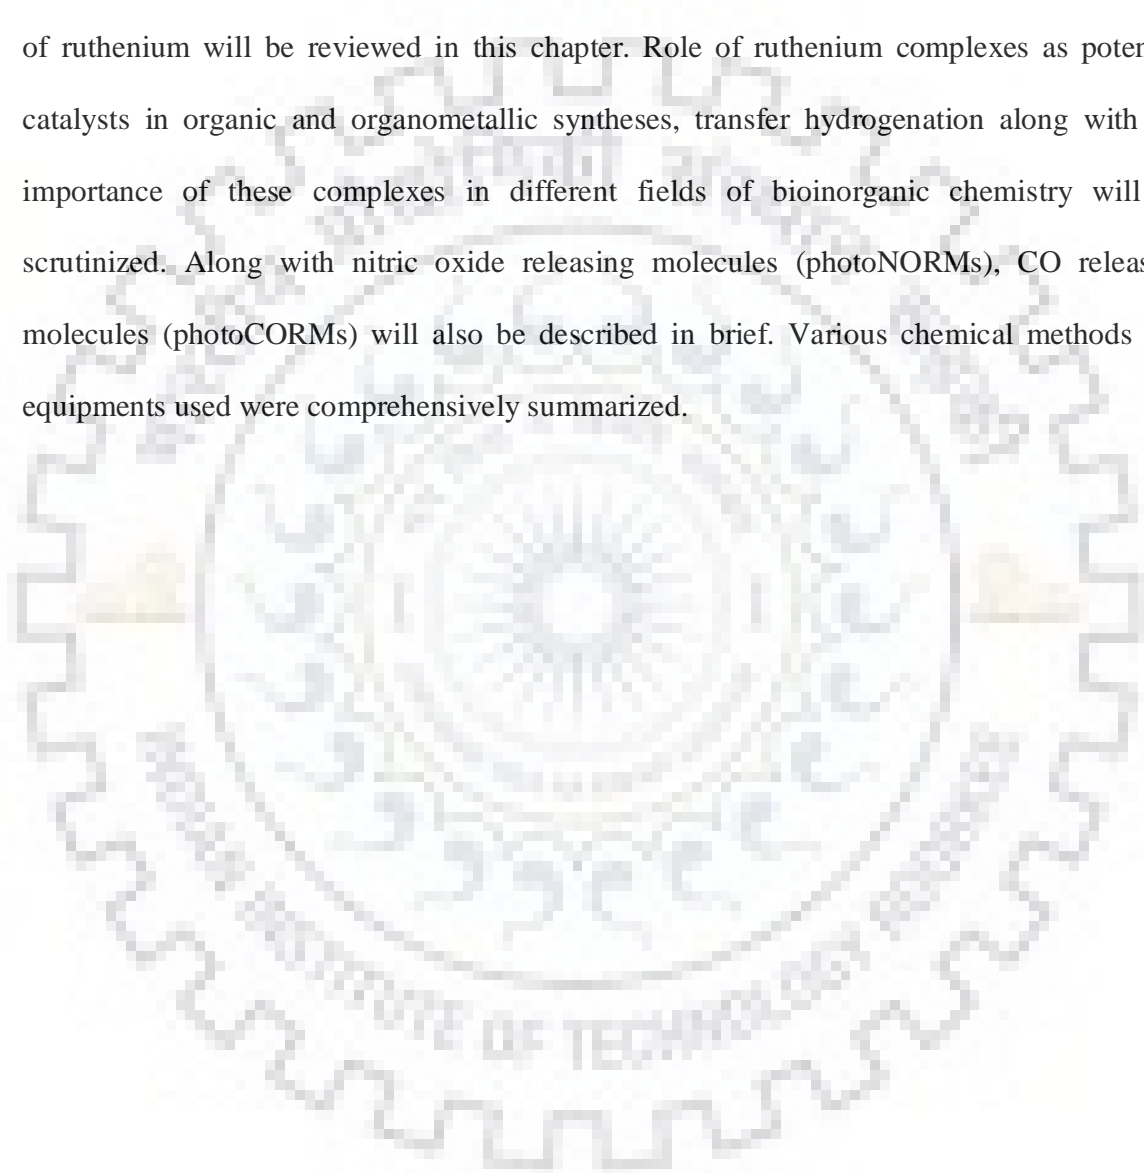 of ruthenium will be reviewed in this chapter. Role of ruthenium complexes as poten
catalysts in organic and organometallic syntheses, transfer hydrogenation along with
importance of these complexes in different fields of bioinorganic chemistry will
scrutinized. Along with nitric oxide releasing molecules (photoNORMs), CO releas
molecules (photoCORMs) will also be described in brief. Various chemical methods
equipments used were comprehensively summarized.
INSTITUTE OF TECHNOLOGY